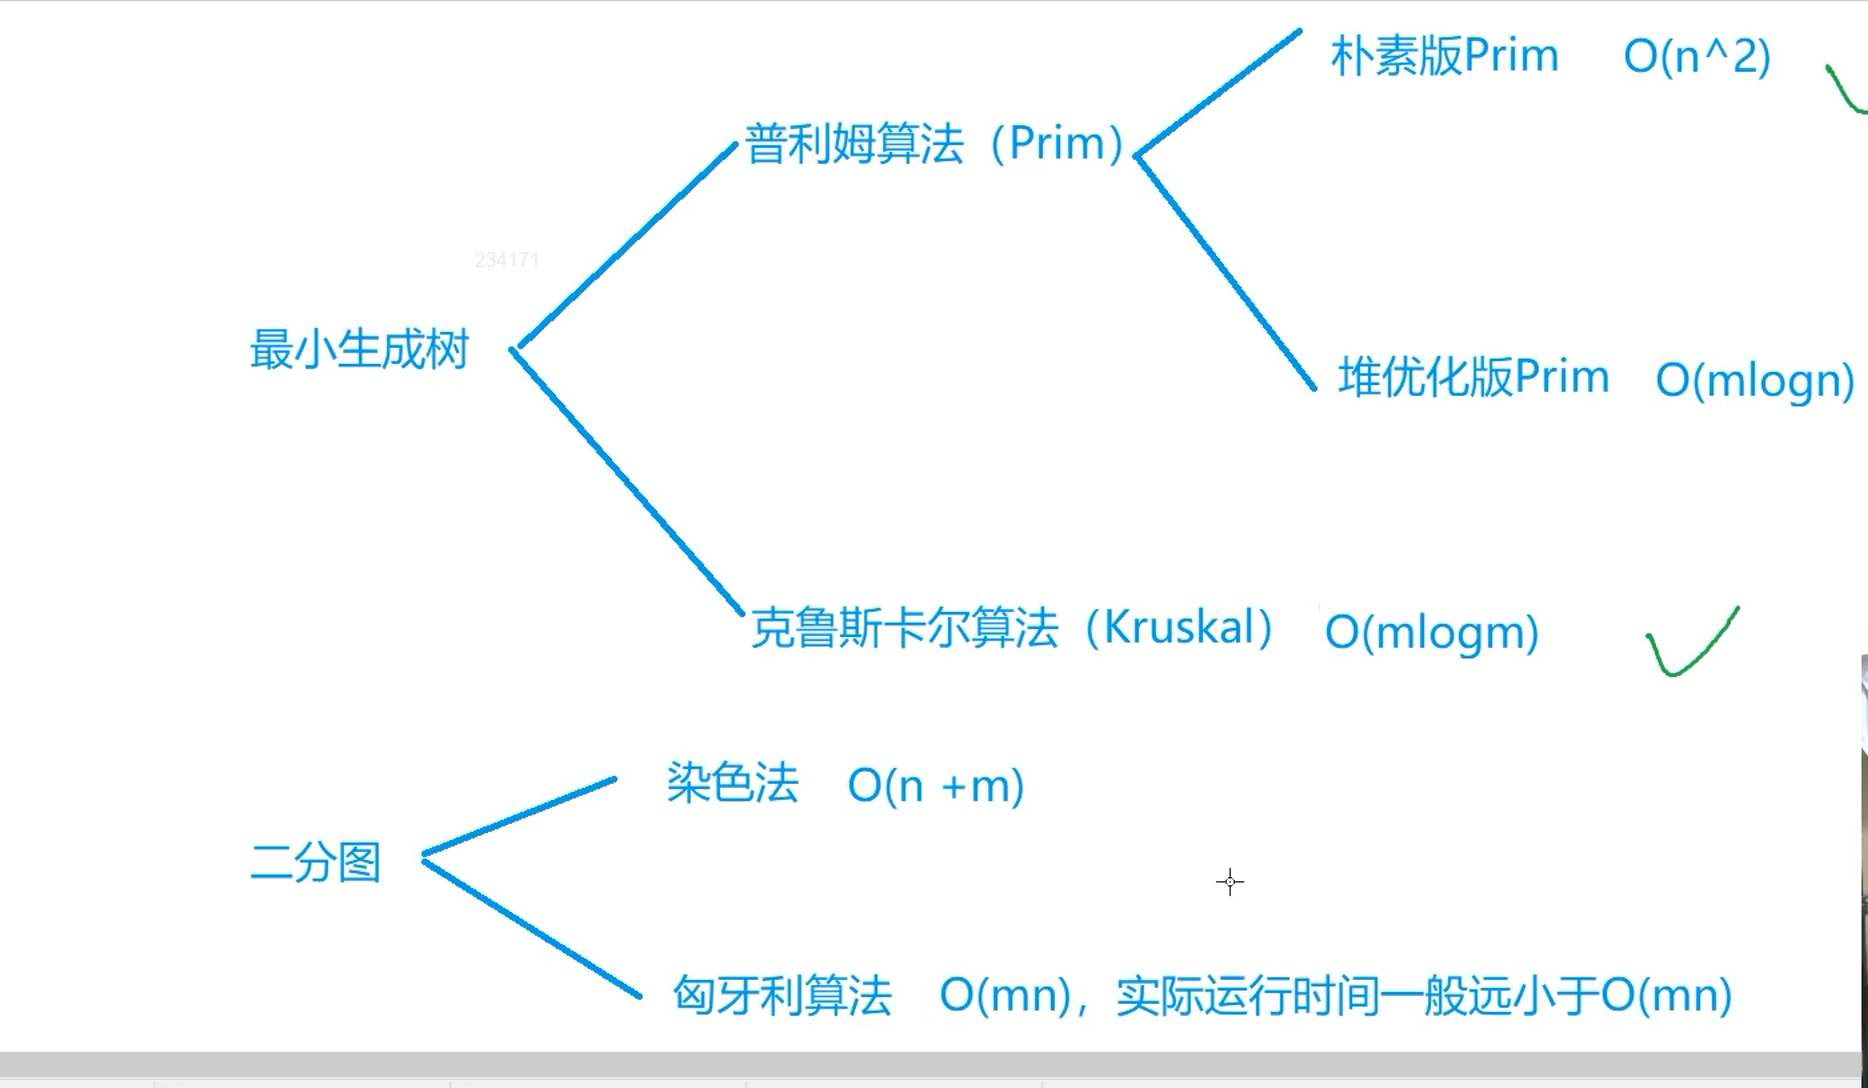 朴素版Prim O(n^2)
普利姆算法（Prim）
234171
最小生成树
堆优化版Prim O(mlogn)
克鲁斯卡尔算法（Kruskal） O(mlogm)
染色法 O(n +m)
二分图
匈牙利算法 O(mn)，实际运行时间一般远小于O(mn)